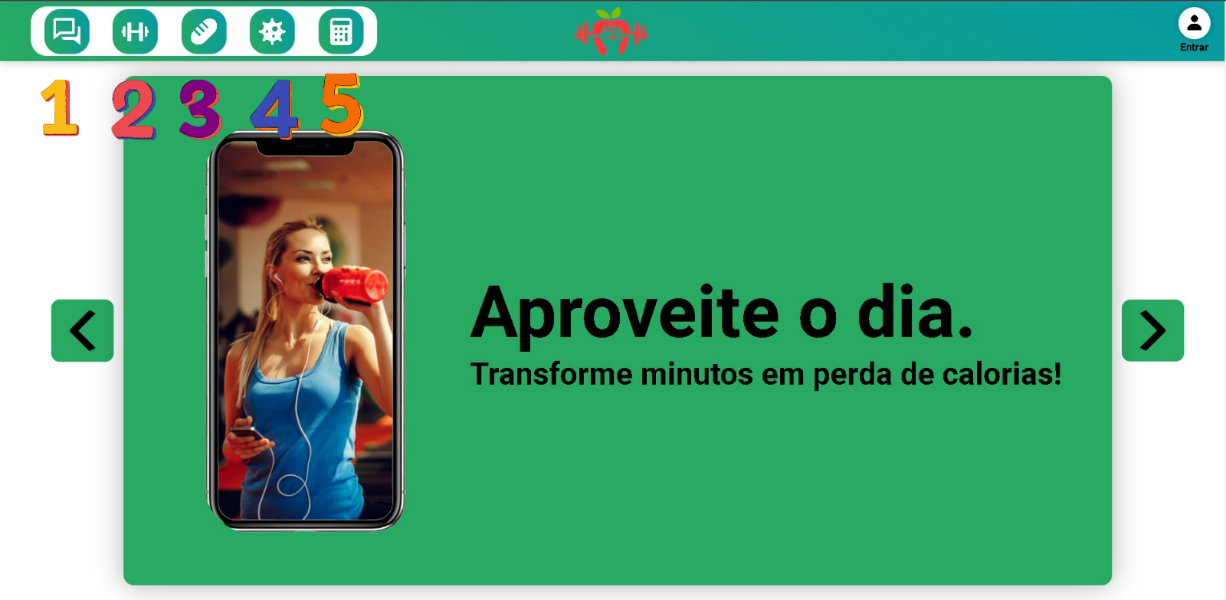 Entrar
1 2 3 4 5
Aproveite o dia.
Transforme minutos em perda de calorias!